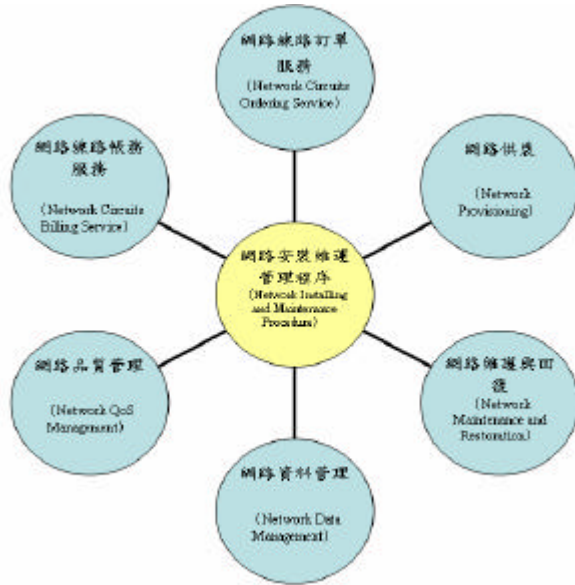 網路線路訂單
服務
(Network Circuits
Ordering Service)
網路線路帳務
服務
(Network Circuits
Billing Service)
網路供裝
(Network
Provisioning)
網路安裝維運
管理程序
(Network Installing
and Maintenance
Procedure)
網路品質管理
(Network QoS
Management)
網路維護與回
復
(Network
Maintenance and
Restoration)
網路資料管理
(Network Data
Management)